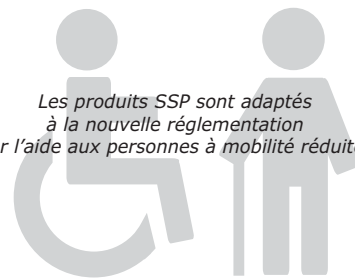 Les produits SSP sont adaptés
à la nouvelle réglementation
r l'aide aux personnes à mobilité réduite